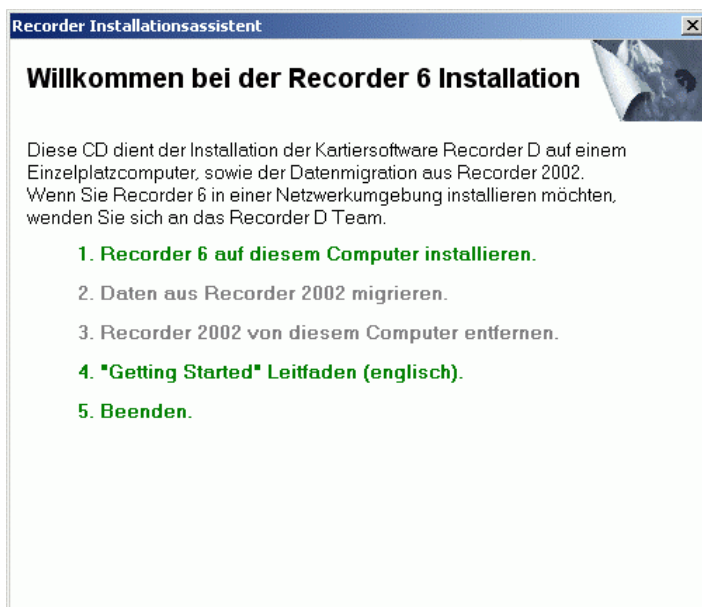 Recorder Installationsassistent
Willkommen bei der Recorder 6 Installation
Diese CD dient der Installation der Kartiersoftware Recorder D auf einem
Einzelplatzcomputer, sowie der Datenmigration aus Recorder 2002.
Wenn Sie Recorder 6 in einer Netzwerkumgebung installieren möchten,
wenden Sie sich an das Recorder D Team.
1. Recorder 6 auf diesem Computer installieren.
2. Daten aus Recorder 2002 migrieren.
3. Recorder 2002 von diesem Computer entfernen.
4. "Getting Started" Leitfaden (englisch).
5. Beenden.